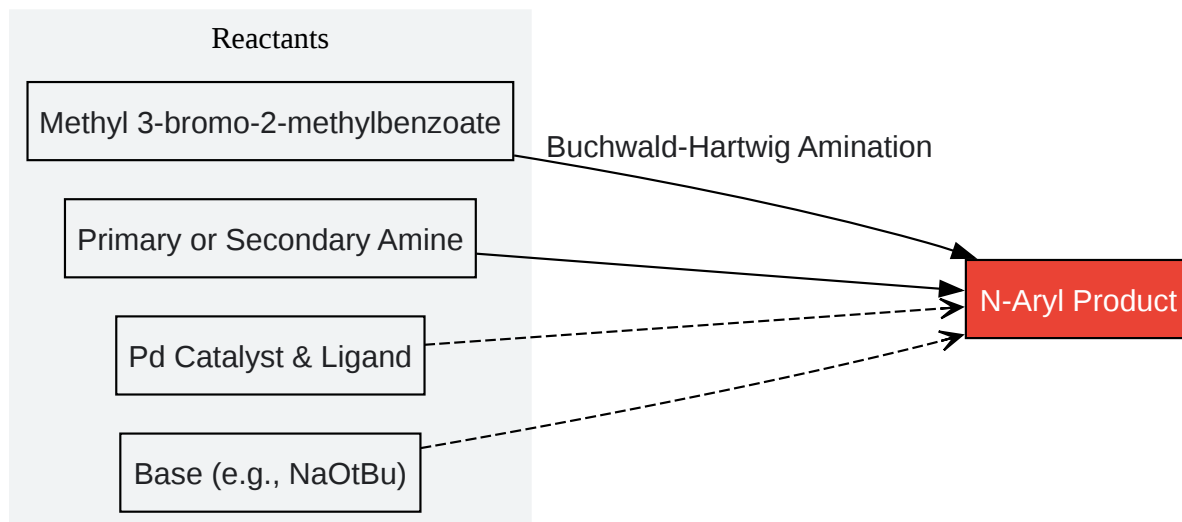 Reactants
Methyl 3-bromo-2-methylbenzoate
Buchwald-Hartwig Amination
Primary or Secondary Amine
N-Aryl Product
Pd Catalyst & Ligand
Base (e.g., NaOtBu)